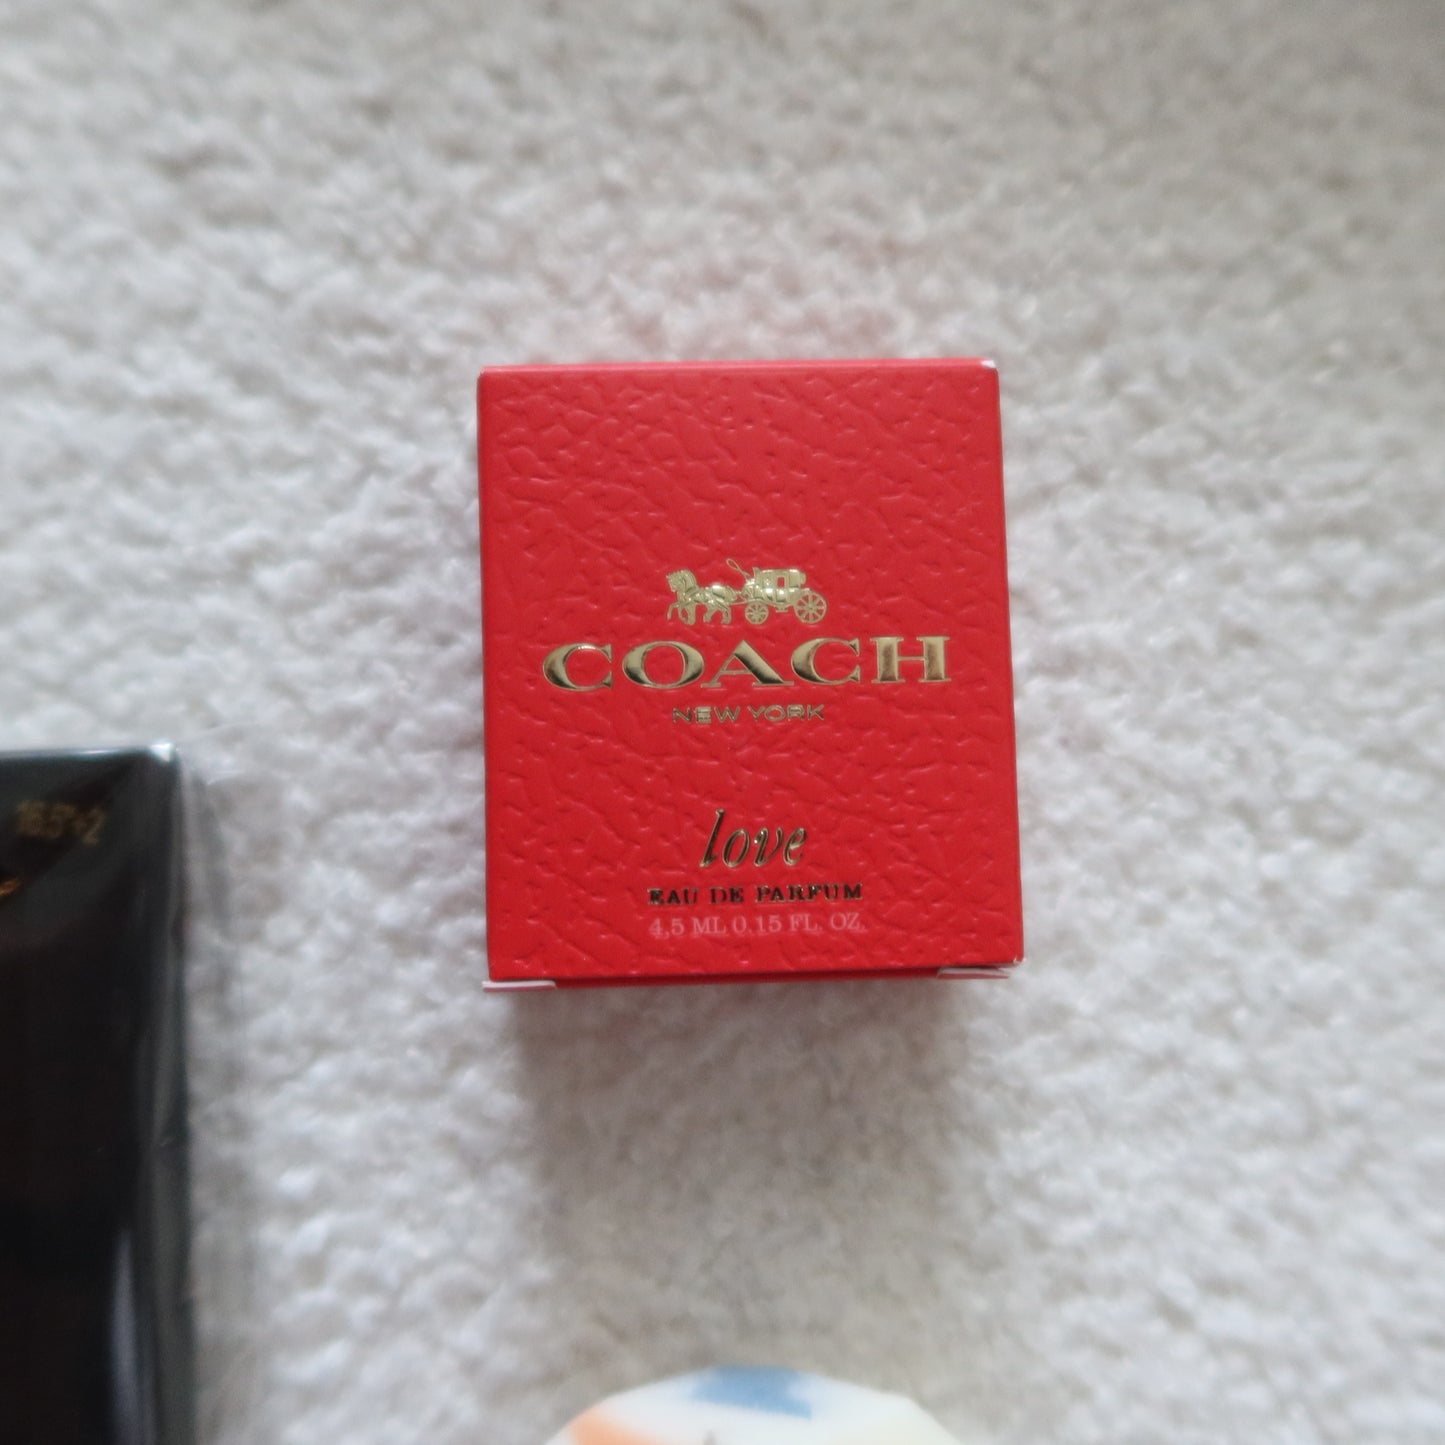 COACH
NEW YORK
love
EAU DE PARFUM
4,5 ML 0.15 FL. OZ.